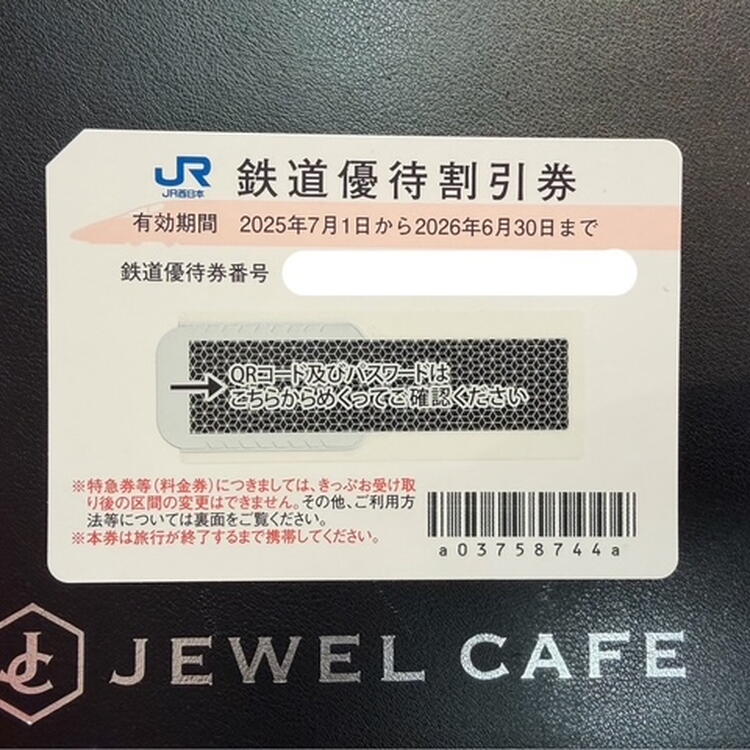 JR
JR西日本
鉄道優待割引券
有効期間 2025年7月1日から2026年6月30日まで
鉄道優待券番号
QRコード及びパスワードは
こちらからめくってご確認ください
※特急券等(料金券)につきましては、きっぷお受け取
り後の区間の変更はできません。その他、ご利用方
法等については裏面をご覧ください。
※本券は旅行が終了するまで携帯してください。
a03758744a
JC JEWEL CAFE